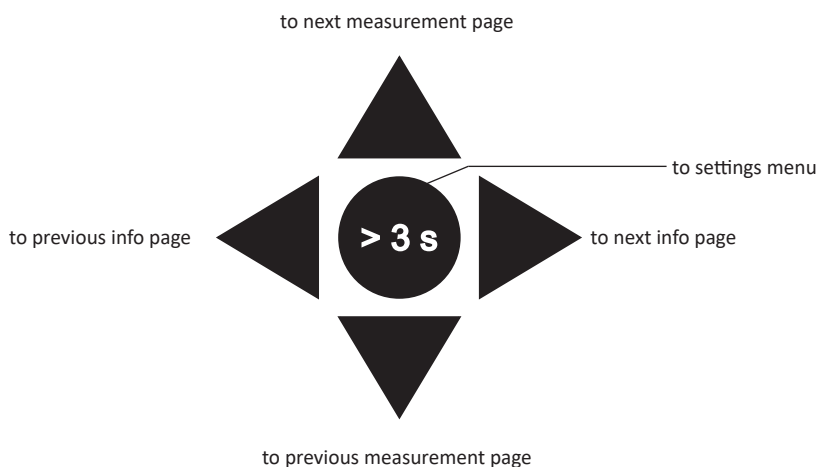 to next measurement page
to settings menu
to previous info page
> 3 s
to next info page
to previous measurement page